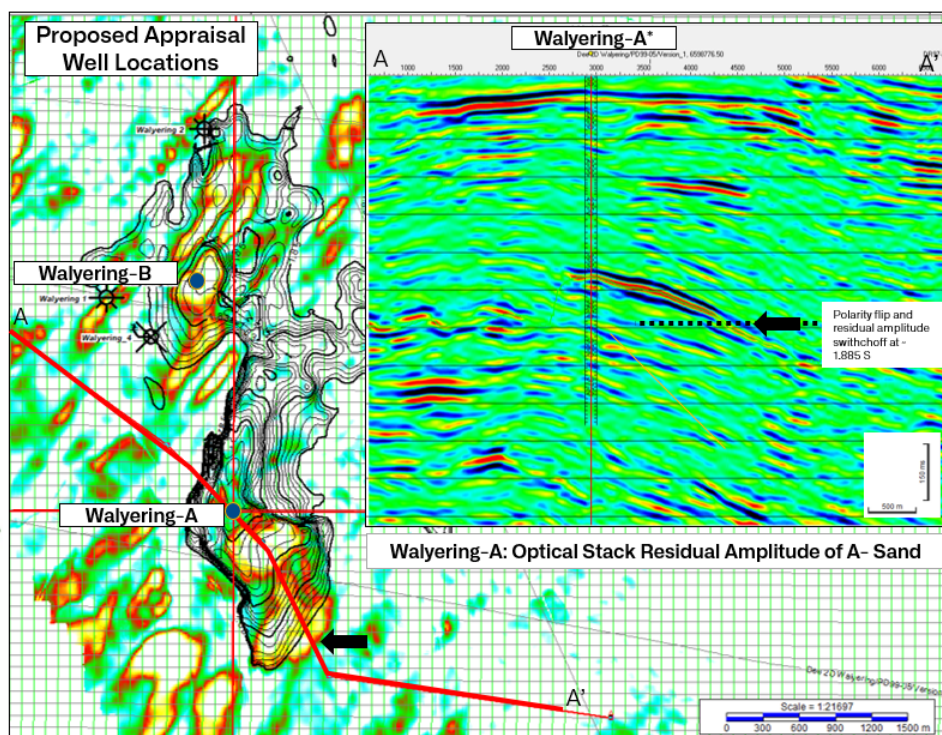 Proposed Appraisal
Well Locations
Walyering 2
Walyering-B
Walyering 1
Walyering_4
A
Walyering-A
A'
Walyering-A*
A
A'
500 1000 1500 2000 2500 3000 3500 4000 4500 5000 5500 6000
Polarity flip and
residual amplitude
swithchoff at -
1.885 S
150 ms
500 m
Walyering-A: Optical Stack Residual Amplitude of A- Sand
Scale = 1:21697
0 300 600 900 1200 1500 m